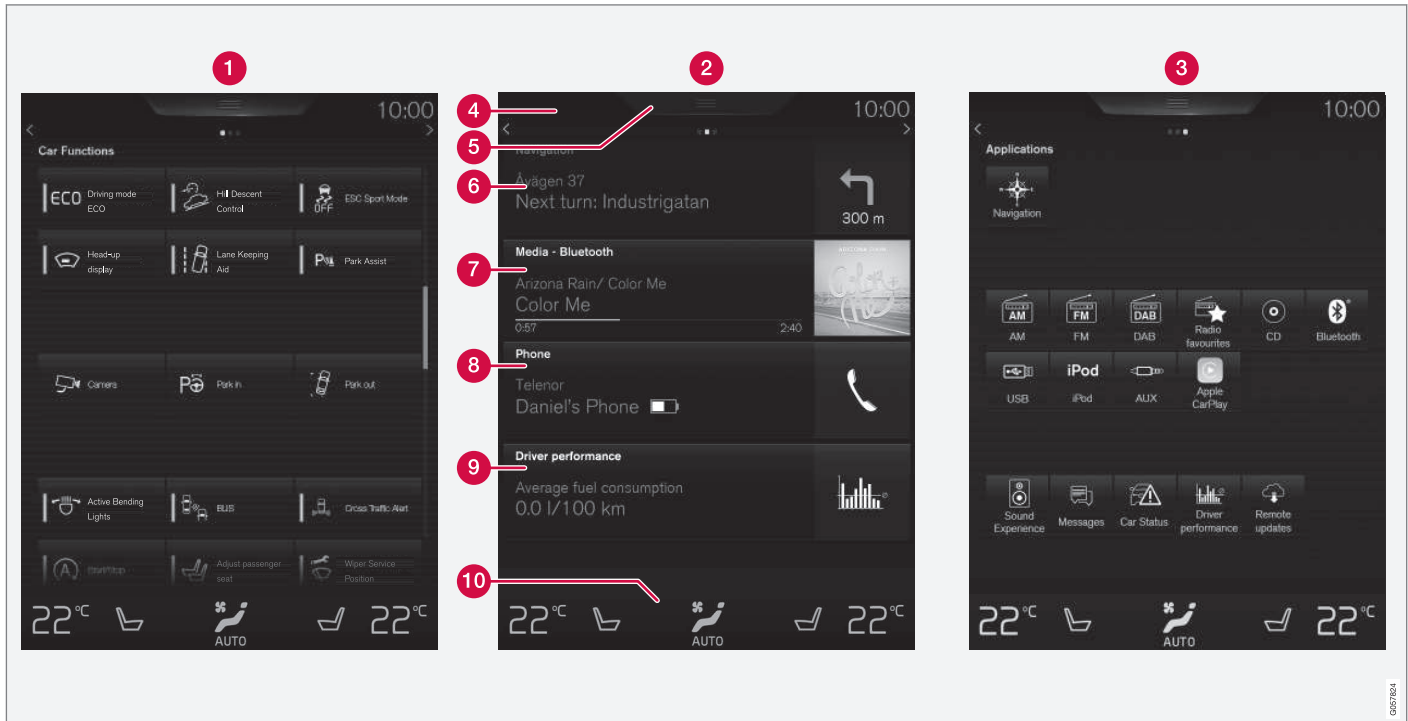 1
2
3
10:00
<
>
Car Functions
ECO Driving mode
ECO
Hill Descent
Control
OFF
ESC Sport Mode
Head-up
display
Lane Keeping
Aid
P
Park Assist
Camera
P
Park in
Park out
Active Bending
Lights
BLIS
Cross Traffic Alert
A
Start/Stop
Adjust passenger
seat
Wiper Service
Position
22°C
AUTO
22°C
4
5
6
7
8
9
10
10:00
<
>
Navigation
Åvägen 37
Next turn: Industrigatan
300 m
Media - Bluetooth
Arizona Rain/ Color Me
Color Me
0:57
2:40
ARIZONA RAIN
Color
Me
Phone
Telenor
Daniel's Phone
Driver performance
Average fuel consumption
0.0 l/100 km
22°C
AUTO
22°C
10:00
<
Applications
Navigation
AM
AM
FM
FM
DAB
DAB
Radio
favourites
CD
Bluetooth
USB
iPod
iPod
AUX
Apple
CarPlay
Sound
Experience
Messages
Car Status
Driver
performance
Remote
updates
22°C
AUTO
22°C
G057824